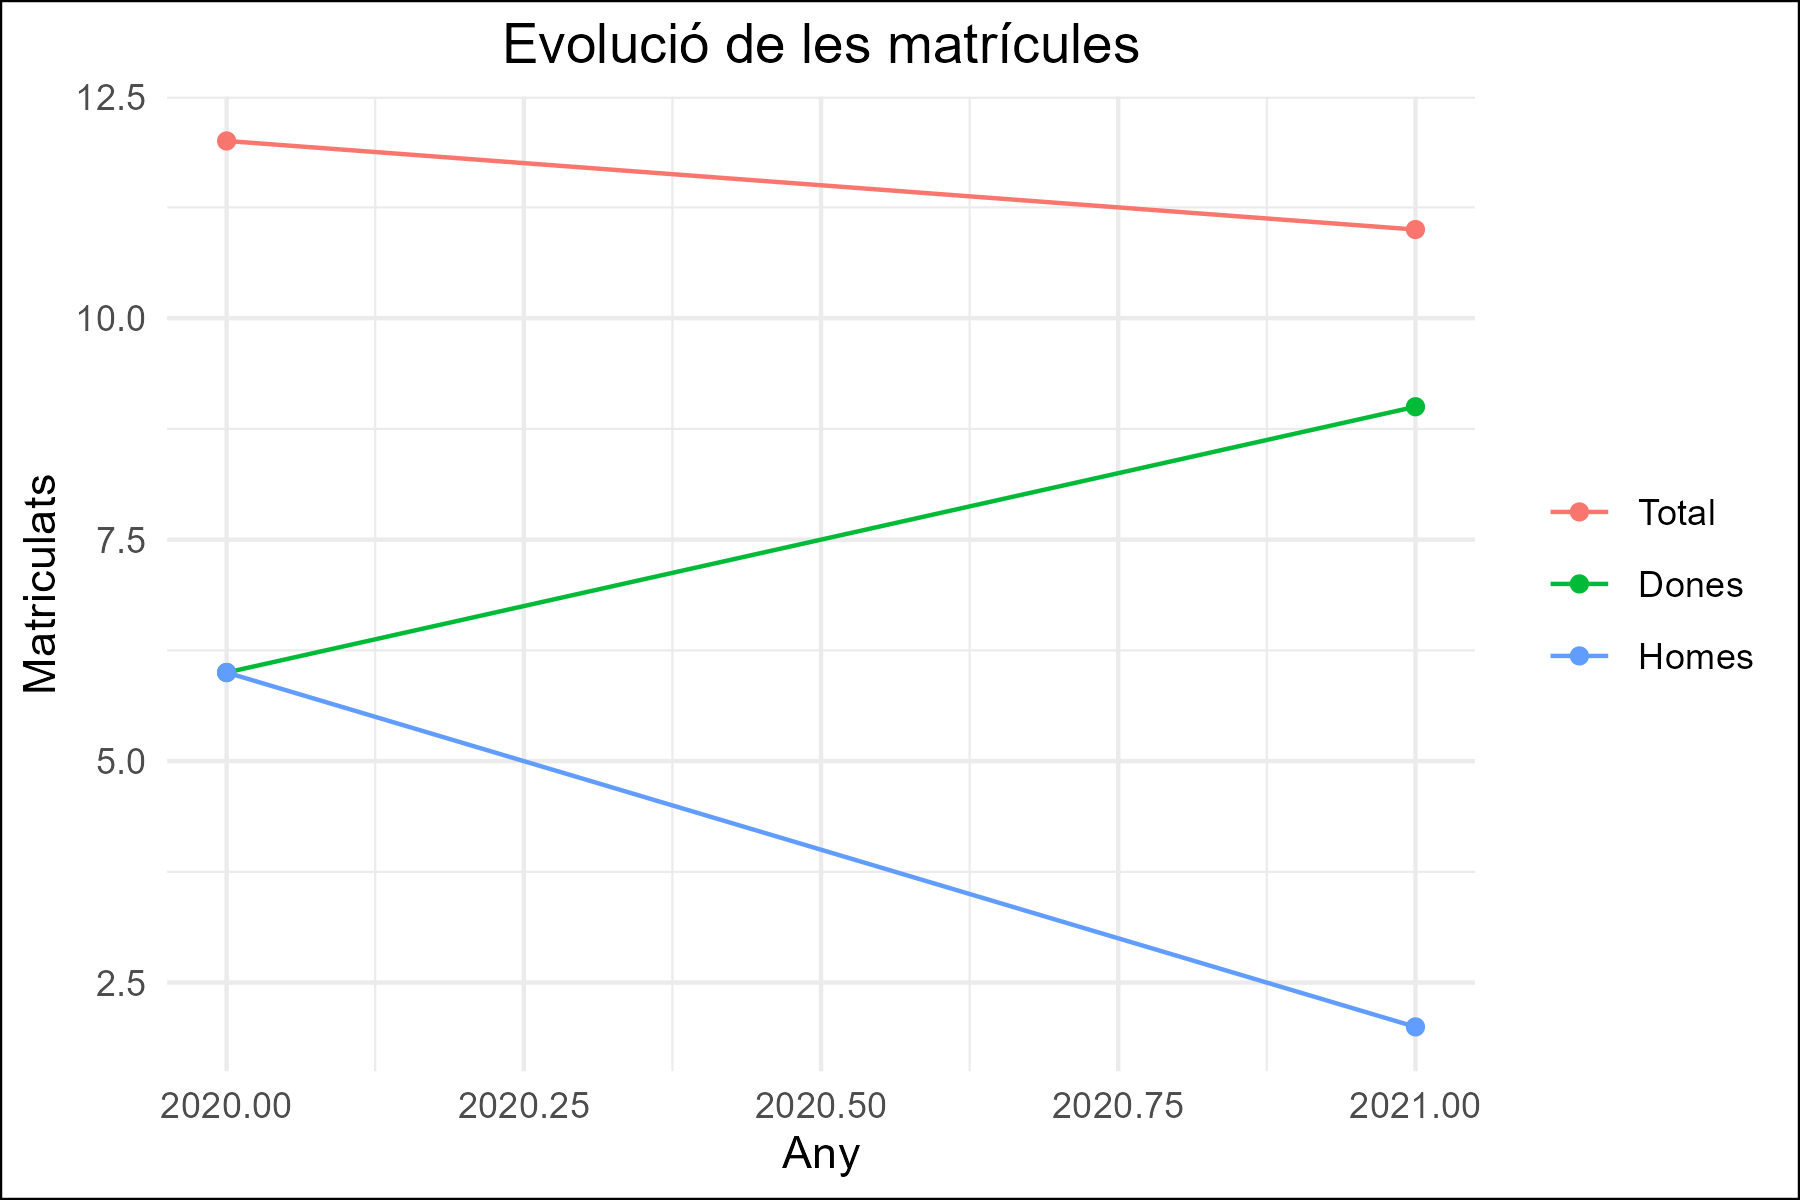 Evolució de les matrícules
12.5
10.0
7.5
5.0
2.5
Matriculats
2020.00 2020.25 2020.50 2020.75 2021.00
Any
Total
Dones
Homes